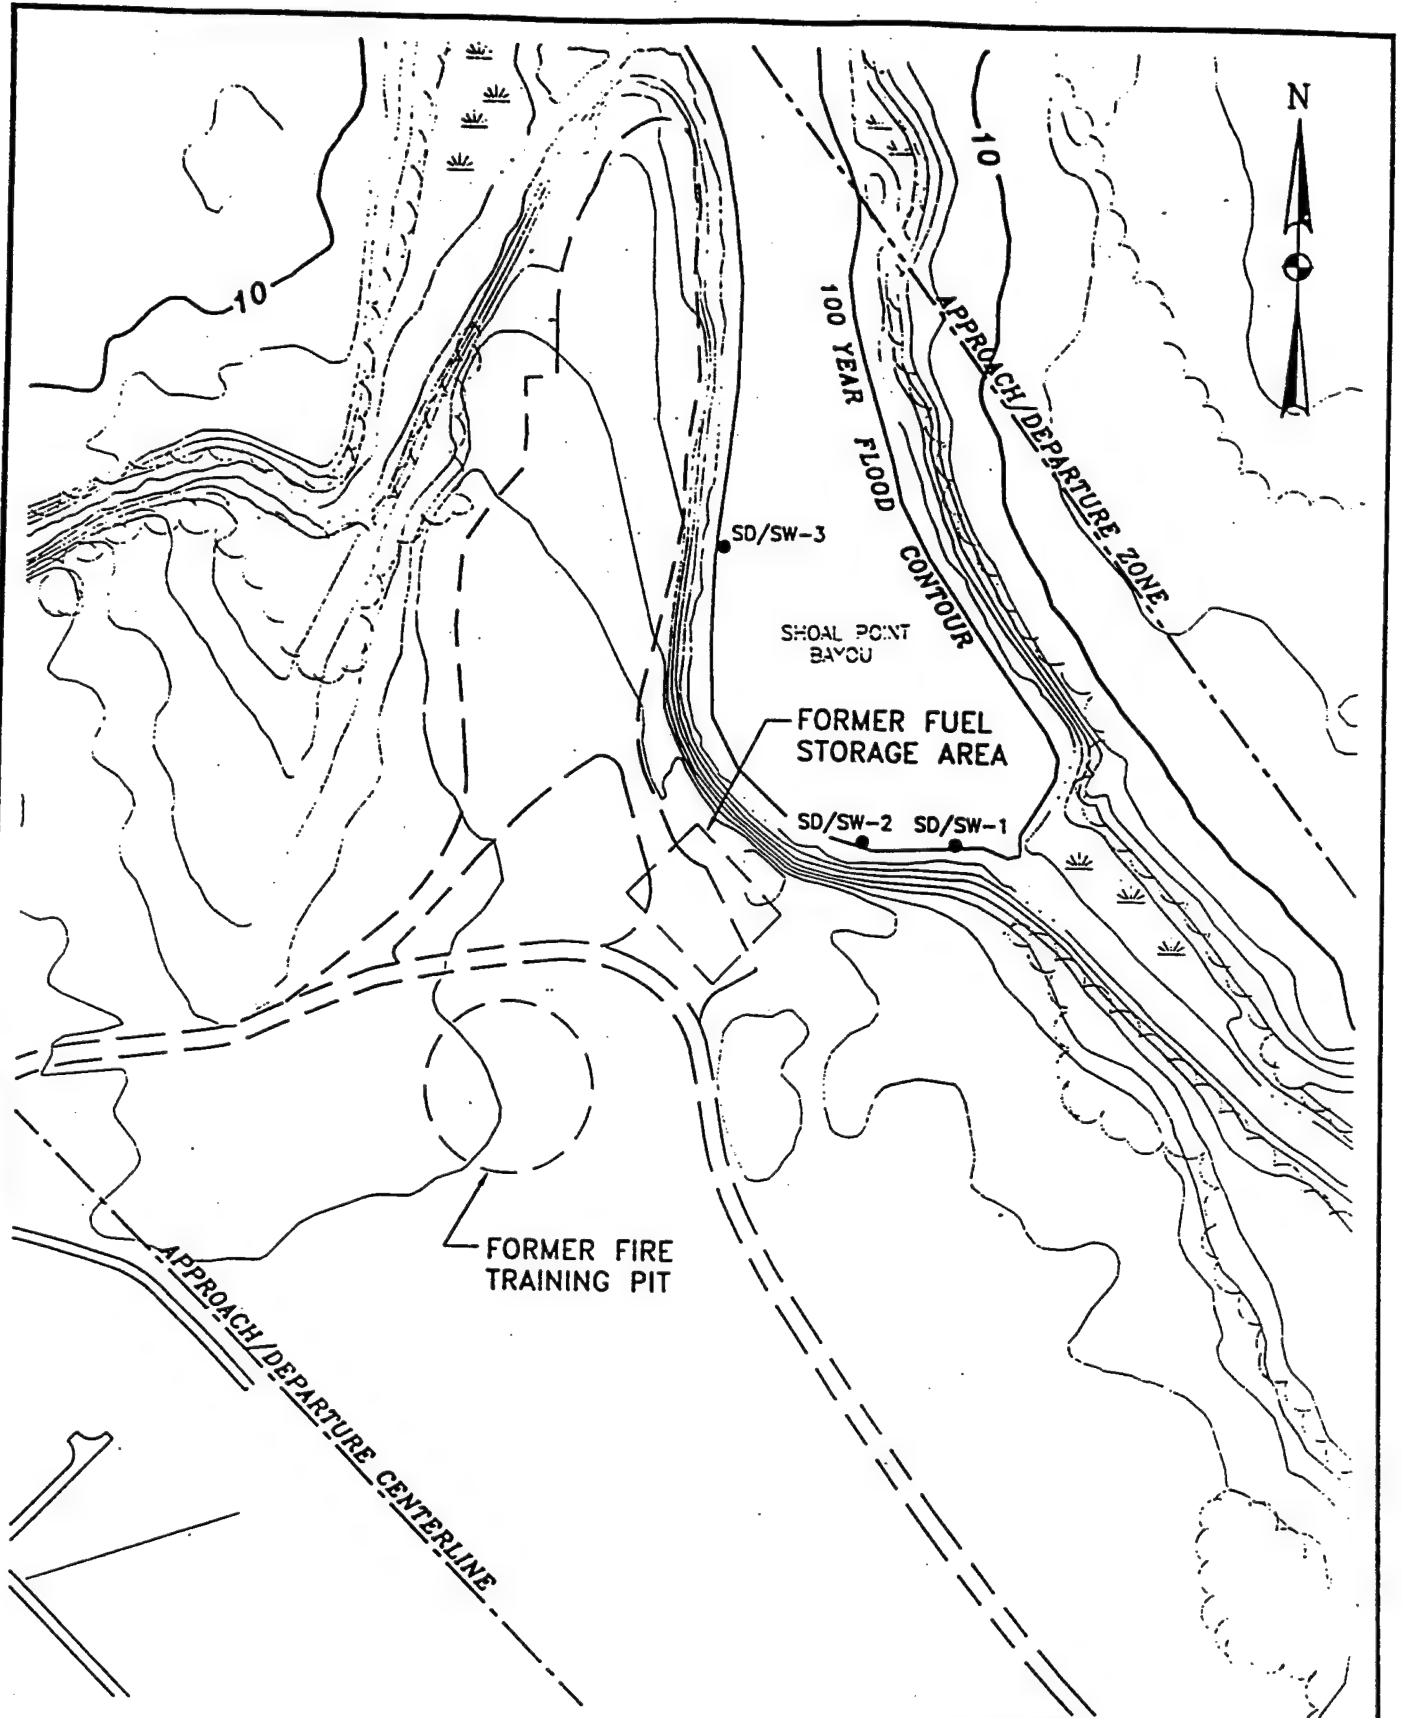 N
10
10
100 YEAR FLOOD CONTOUR
APPROACH/DEPARTURE ZONE
SD/SW-3
SHOAL POINT
BAYOU
FORMER FUEL
STORAGE AREA
SD/SW-2 SD/SW-1
FORMER FIRE
TRAINING PIT
APPROACH/DEPARTURE CENTERLINE